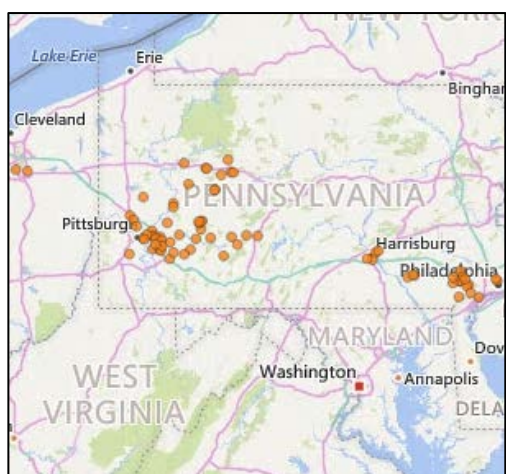 NEW YORK
Lake Erie
Erie
Bingham
Cleveland
PENNSYLVANIA
Pittsburgh
Harrisburg
Philadelphia
MARYLAND
Dov
WEST
VIRGINIA
Washington
Annapolis
DELA